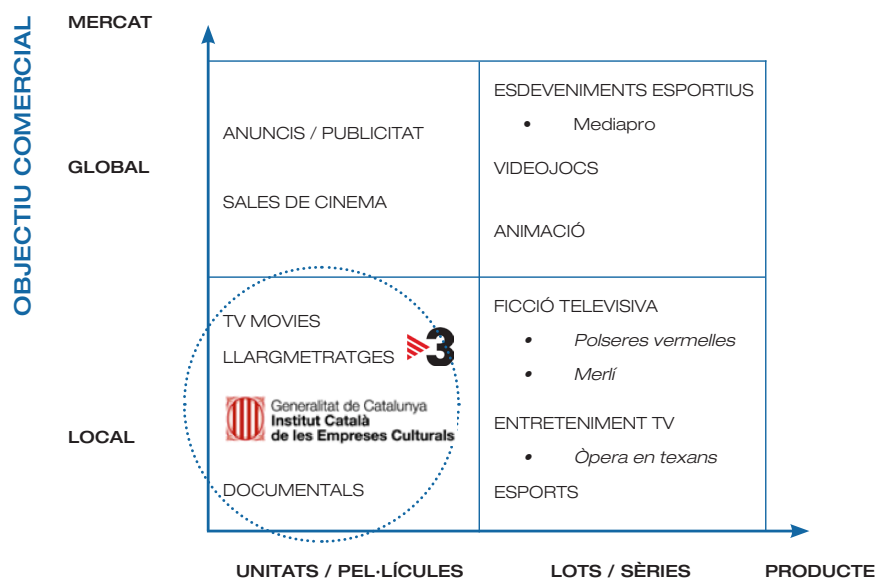 OBJECTIU COMERCIAL
MERCAT
GLOBAL
LOCAL
ANUNCIS / PUBLICITAT
SALES DE CINEMA
ESDEVENIMENTS ESPORTIUS
• Mediapro
VIDEOJOCS
ANIMACIÓ
TV MOVIES
LLARGMETRATGES 3
Generalitat de Catalunya
Institut Català
de les Empreses Culturals
DOCUMENTALS
FICCIÓ TELEVISIVA
• Polseres vermelles
• Merlí
ENTRETENIMENT TV
• Òpera en texans
ESPORTS
UNITATS / PEL·LÍCULES
LOTS / SÈRIES
PRODUCTE